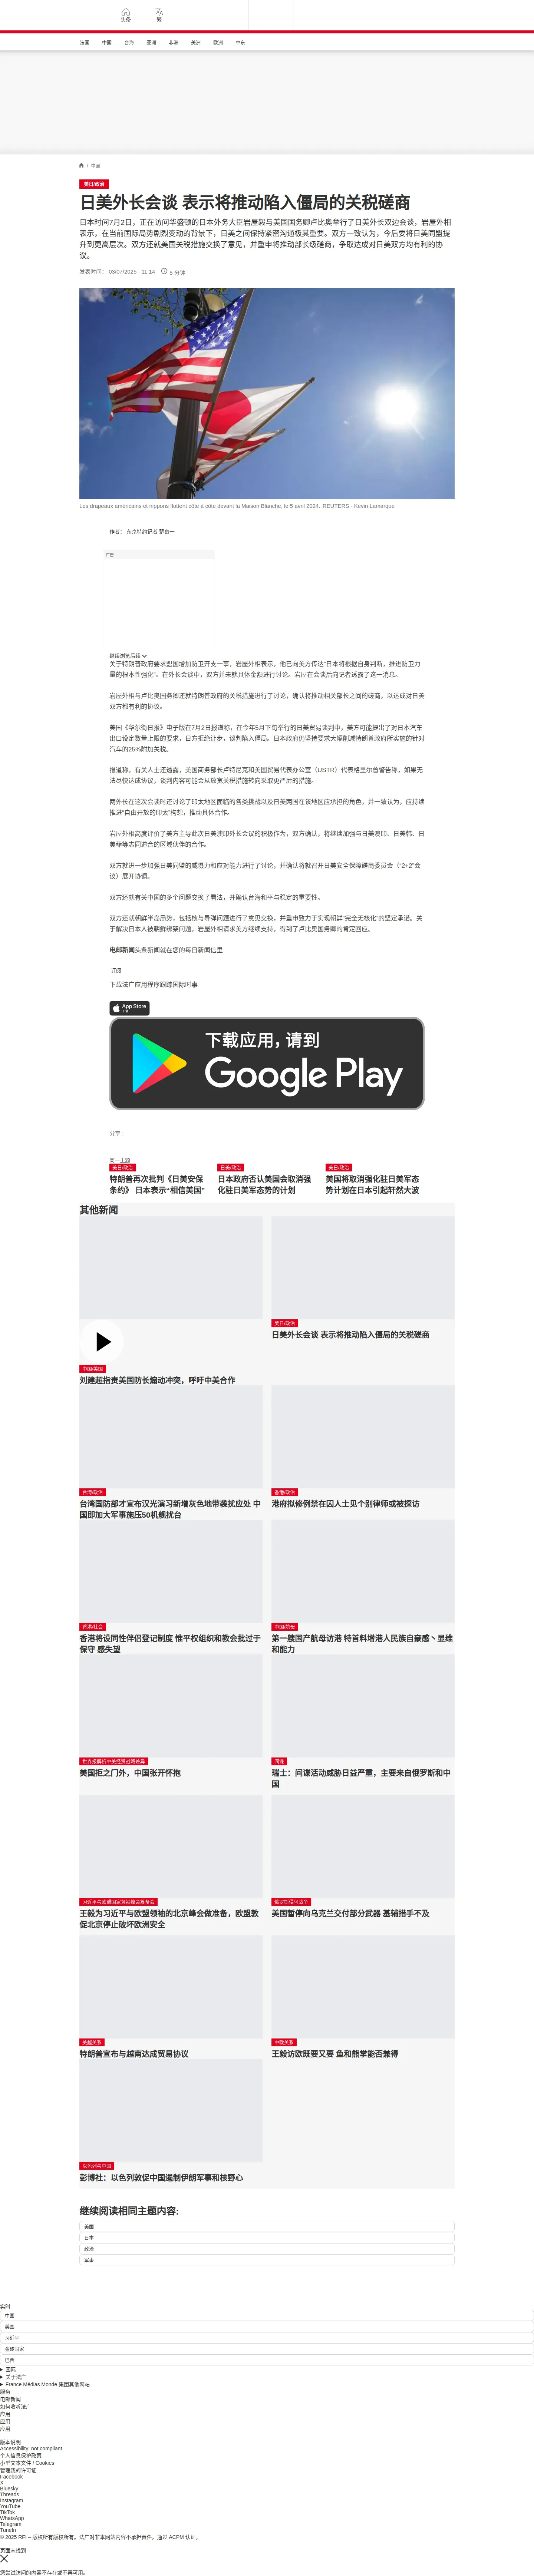 头条
繁
法国
中国
台海
亚洲
非洲
美洲
欧洲
中东
/ 法国
美日/政治
日美外长会谈 表示将推动陷入僵局的关税磋商
日本时间7月2日，正在访问华盛顿的日本外务大臣岩屋毅与美国国务卿卢比奥举行了日美外长双边会谈，岩屋外相
表示，在当前国际局势剧烈变动的背景下，日美之间保持紧密沟通极其重要。双方一致认为，今后要将日美同盟提
升到更高层次。双方还就美国关税措施交换了意见，并重申将推动部长级磋商，争取达成对日美双方均有利的协
议。
发表时间： 03/07/2025 - 11:14 5 分钟
Les drapeaux américains et nippons flottent côte à côte devant la Maison Blanche, le 5 avril 2024. REUTERS - Kevin Lamarque
作者： 东京特约记者 楚良一
广告
继续浏览后续
关于特朗普政府要求盟国增加防卫开支一事，岩屋外相表示，他已向美方传达“日本将根据自身判断，推进防卫力
量的根本性强化”。在外长会谈中，双方并未就具体金额进行讨论。岩屋在会谈后向记者透露了这一消息。
岩屋外相与卢比奥国务卿还就特朗普政府的关税措施进行了讨论，确认将推动相关部长之间的磋商，以达成对日美
双方都有利的协议。
美国《华尔街日报》电子版在7月2日报道称，在今年5月下旬举行的日美贸易谈判中，美方可能提出了对日本汽车
出口设定数量上限的要求，日方拒绝让步，谈判陷入僵局。日本政府仍坚持要求大幅削减特朗普政府所实施的针对
汽车的25%附加关税。
报道称，有关人士还透露，美国商务部长卢特尼克和美国贸易代表办公室（USTR）代表格里尔曾警告称，如果无
法尽快达成协议，谈判内容可能会从放宽关税措施转向采取更严厉的措施。
两外长在这次会谈时还讨论了印太地区面临的各类挑战以及日美两国在该地区应承担的角色，并一致认为，应持续
推进“自由开放的印太”构想，推动具体合作。
岩屋外相高度评价了美方主导此次日美澳印外长会议的积极作为，双方确认，将继续加强与日美澳印、日美韩、日
美菲等志同道合的区域伙伴的合作。
双方就进一步加强日美同盟的威慑力和应对能力进行了讨论，并确认将就召开日美安全保障磋商委员会（“2+2”会
议）展开协调。
双方还就有关中国的多个问题交换了看法，并确认台海和平与稳定的重要性。
双方还就朝鲜半岛局势，包括核与导弹问题进行了意见交换，并重申致力于实现朝鲜“完全无核化”的坚定承诺。关
于解决日本人被朝鲜绑架问题，岩屋外相请求美方继续支持，得到了卢比奥国务卿的肯定回应。
电邮新闻头条新闻就在您的每日新闻信里
订阅
下载法广应用程序跟踪国际时事
App Store
下载
下载应用，请到
Google Play
分享 :
同一主题
美日/政治
特朗普再次批判《日美安保
条约》 日本表示“相信美国”
日美/政治
日本政府否认美国会取消强
化驻日美军态势的计划
美日/政治
美国将取消强化驻日美军态
势计划在日本引起轩然大波
其他新闻
中国/美国
刘建超指责美国防长煽动冲突，呼吁中美合作
美日/政治
日美外长会谈 表示将推动陷入僵局的关税磋商
台湾/政治
台湾国防部才宣布汉光演习新增灰色地带袭扰应处 中
国即加大军事施压50机舰扰台
香港/政治
港府拟修例禁在囚人士见个别律师或被探访
香港/社会
香港将设同性伴侣登记制度 惟平权组织和教会批过于
保守 感失望
中国/航母
第一艘国产航母访港 特首料增港人民族自豪感丶显维
和能力
世界报解析中美经贸战略差异
美国拒之门外，中国张开怀抱
间谍
瑞士：间谍活动威胁日益严重，主要来自俄罗斯和中
国
习近平与欧盟国家领袖峰会筹备会
王毅为习近平与欧盟领袖的北京峰会做准备，欧盟敦
促北京停止破坏欧洲安全
俄罗斯侵乌战争
美国暂停向乌克兰交付部分武器 基辅措手不及
美越关系
特朗普宣布与越南达成贸易协议
中欧关系
王毅访欧既要又要 鱼和熊掌能否兼得
以色列与中国
彭博社：以色列敦促中国遏制伊朗军事和核野心
继续阅读相同主题内容:
美国
日本
政治
军事
实时
中国
美国
习近平
金砖国家
巴西
国际
关于法广
France Médias Monde 集团其他网站
服务
电邮新闻
如何收听法广
应用
应用
应用
版本说明
Accessibility: not compliant
个人信息保护政策
小型文本文件 / Cookies
管理我的许可证
Facebook
X
Bluesky
Threads
Instagram
YouTube
TikTok
WhatsApp
Telegram
TuneIn
© 2025 RFI – 版权所有版权所有。法广对非本网站内容不承担责任。通过 ACPM 认证。
页面未找到
您尝试访问的内容不存在或不再可用。